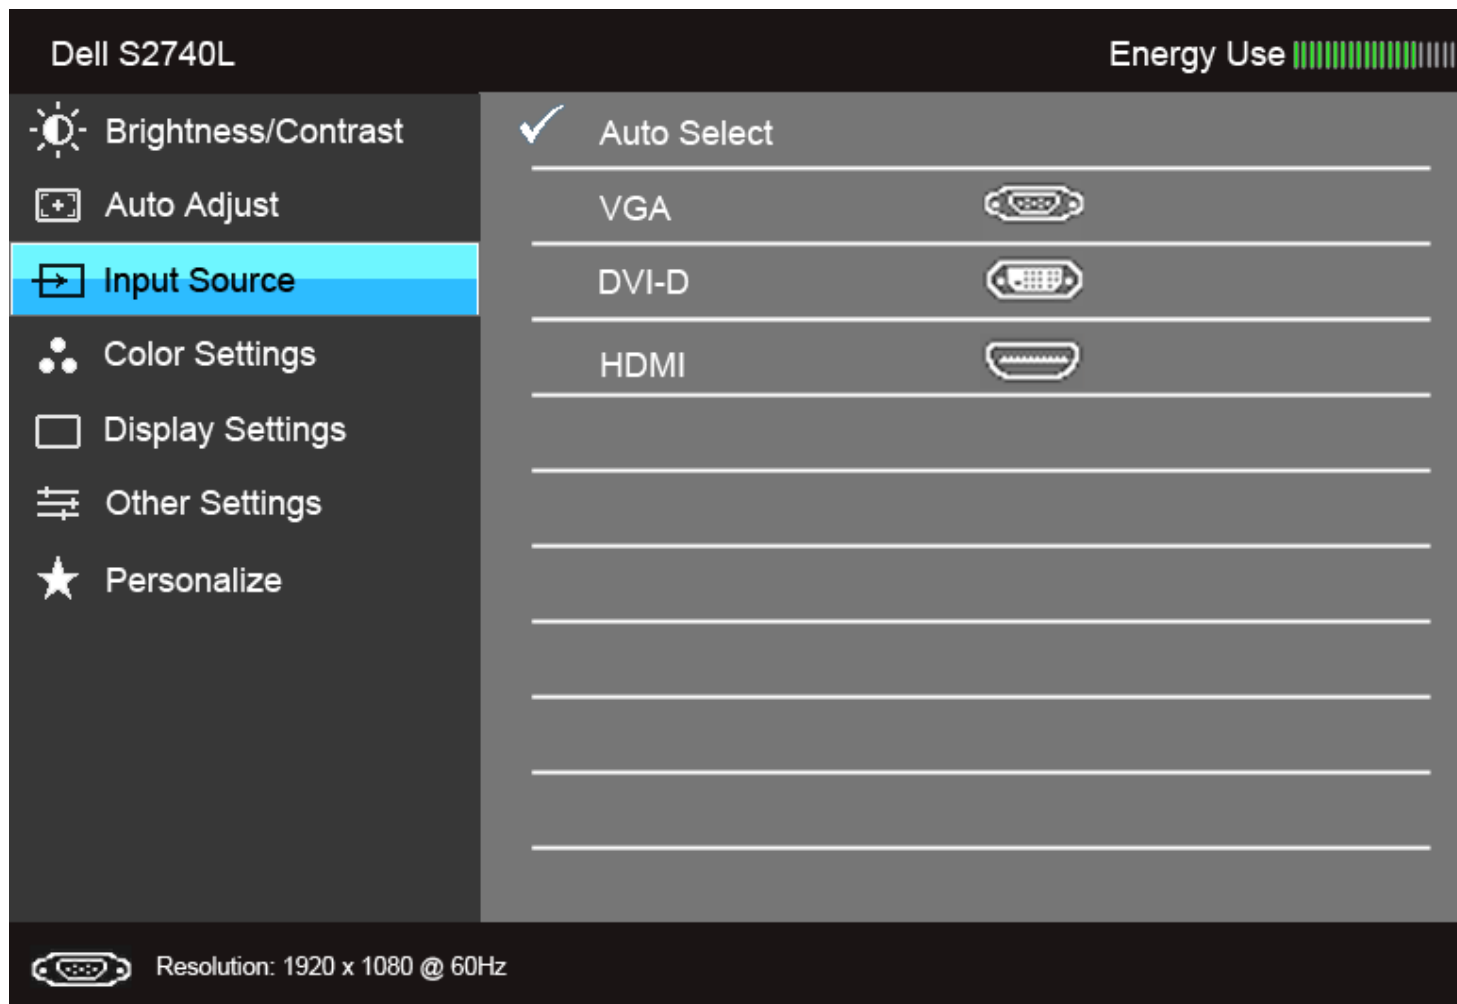 Dell S2740L
Energy Use
Brightness/Contrast
Auto Adjust
Input Source
Color Settings
Display Settings
Other Settings
Personalize
Auto Select
VGA
DVI-D
HDMI
Resolution: 1920 x 1080 @ 60Hz